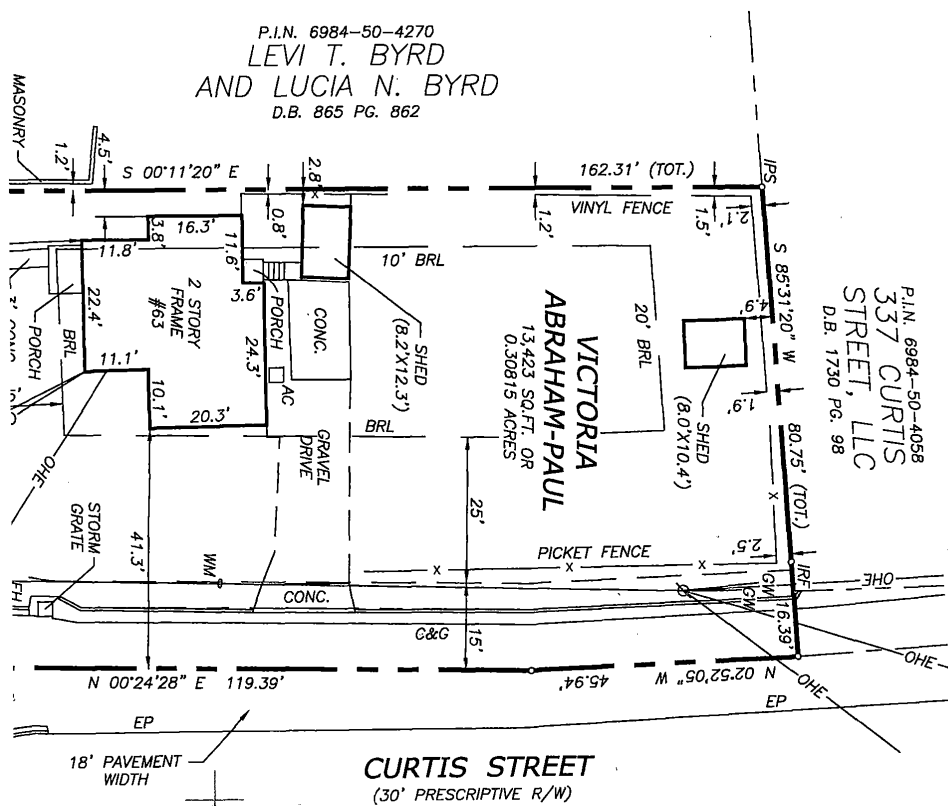 P.I.N. 6984-50-4270
LEVI T. BYRD
AND LUCIA N. BYRD
D.B. 865 PG. 862
MASONRY
1.2'
4.5'
S 00°11'20" E
2.8'
0.8'
162.31' (TOT.)
IPS
VINYL FENCE
1.2'
1.5'
2.1'
S 85°31'20" W
80.75' (TOT.)
P.I.N. 6984-50-4058
337 CURTIS
STREET, LLC
D.B. 1730 PG. 98
3.8'
16.3'
11.8'
11.6'
3.6'
22.4'
2 STORY
FRAME
#63
PORCH
CONC.
10' BRL
SHED
(8.2'X12.3')
20' BRL
4.9'
SHED
(8.0'X10.4')
1.9'
VICTORIA
ABRAHAM-PAUL
13,423 SQ.FT. OR
0.30815 ACRES
PORCH
BRL
11.1'
10.1'
24.3'
20.3'
AC
BRL
GRAVEL
DRIVE
OHE
STORM
GRATE
41.3'
25'
WM
PICKET FENCE
X
X
X
X
X
2.5'
IRF
OHE
FH
CONC.
C&G
15'
GW
GW
16.39'
OHE
OHE
N 00°24'28" E 119.39'
45.94'
N 02°52'05" W
EP
EP
18' PAVEMENT
WIDTH
CURTIS STREET
(30' PRESCRIPTIVE R/W)